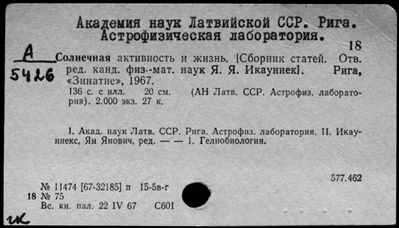 Академия наук Латвийской ССР. Рига.
Астрофизическая лаборатория.
18
А
5426
Солнечная активность и жизнь. [Сборник статей. Отв.
ред. канд. физ.-мат. наук Я. Я. Икауниек]. Рига,
«Зинатне», 1967.
136 с. с илл. 20 см. (АН Латв. ССР. Астрофиз. лаборато-
рия). 2.000 экз. 27 к.
I. Акад. наук Латв. ССР. Рига. Астрофиз. лаборатория. II. Икау-
ниекс, Ян Янович, ред. — — 1. Гелиобиология.
577.462
№ 11474 [67-32185] п 15-5в-г
18 № 75
Вс. кн. пал. 22 IV 67 С601
гк